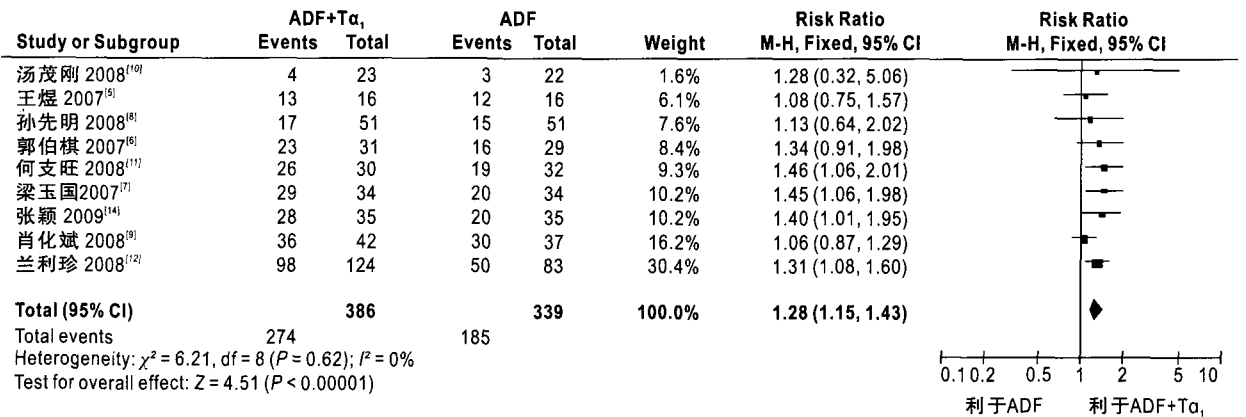 ADF+Tα₁ ADF Risk Ratio Risk Ratio
Study or Subgroup Events Total Events Total Weight M-H, Fixed, 95% CI M-H, Fixed, 95% CI
汤茂刚 2008[10] 4 23 3 22 1.6% 1.28 (0.32, 5.06)
王煜 2007[5] 13 16 12 16 6.1% 1.08 (0.75, 1.57)
孙先明 2008[8] 17 51 15 51 7.6% 1.13 (0.64, 2.02)
郭伯棋 2007[6] 23 31 16 29 8.4% 1.34 (0.91, 1.98)
何支旺 2008[11] 26 30 19 32 9.3% 1.46 (1.06, 2.01)
梁玉国2007[7] 29 34 20 34 10.2% 1.45 (1.06, 1.98)
张颖 2009[14] 28 35 20 35 10.2% 1.40 (1.01, 1.95)
肖化斌 2008[9] 36 42 30 37 16.2% 1.06 (0.87, 1.29)
兰利珍 2008[12] 98 124 50 83 30.4% 1.31 (1.08, 1.60)
Total (95% CI) 386 339 100.0% 1.28 (1.15, 1.43)
Total events 274 185
Heterogeneity: χ² = 6.21, df = 8 (P = 0.62); I² = 0%
Test for overall effect: Z = 4.51 (P < 0.00001)
0.1 0.2 0.5 1 2 5 10
利于ADF 利于ADF+Tα₁